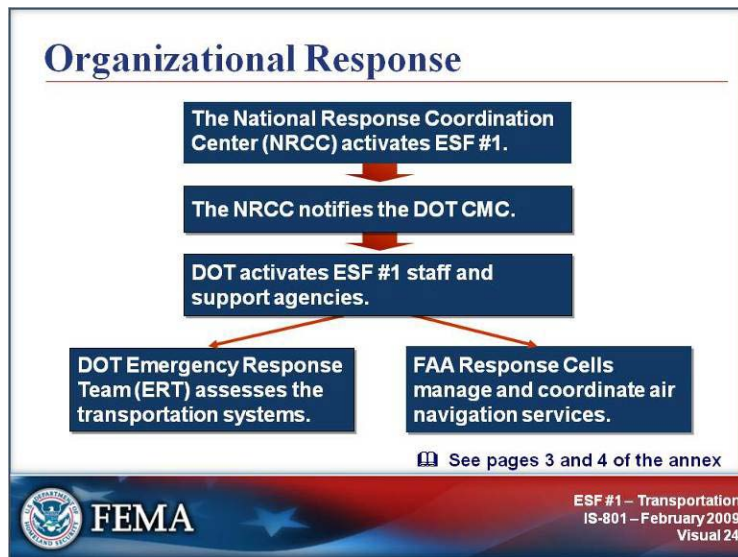 Organizational Response
The National Response Coordination
Center (NRCC) activates ESF #1.
The NRCC notifies the DOT CMC.
DOT activates ESF #1 staff and
support agencies.
DOT Emergency Response
Team (ERT) assesses the
transportation systems.
FAA Response Cells
manage and coordinate air
navigation services.
See pages 3 and 4 of the annex
FEMA
ESF #1 – Transportation
IS-801 – February 2009
Visual 24